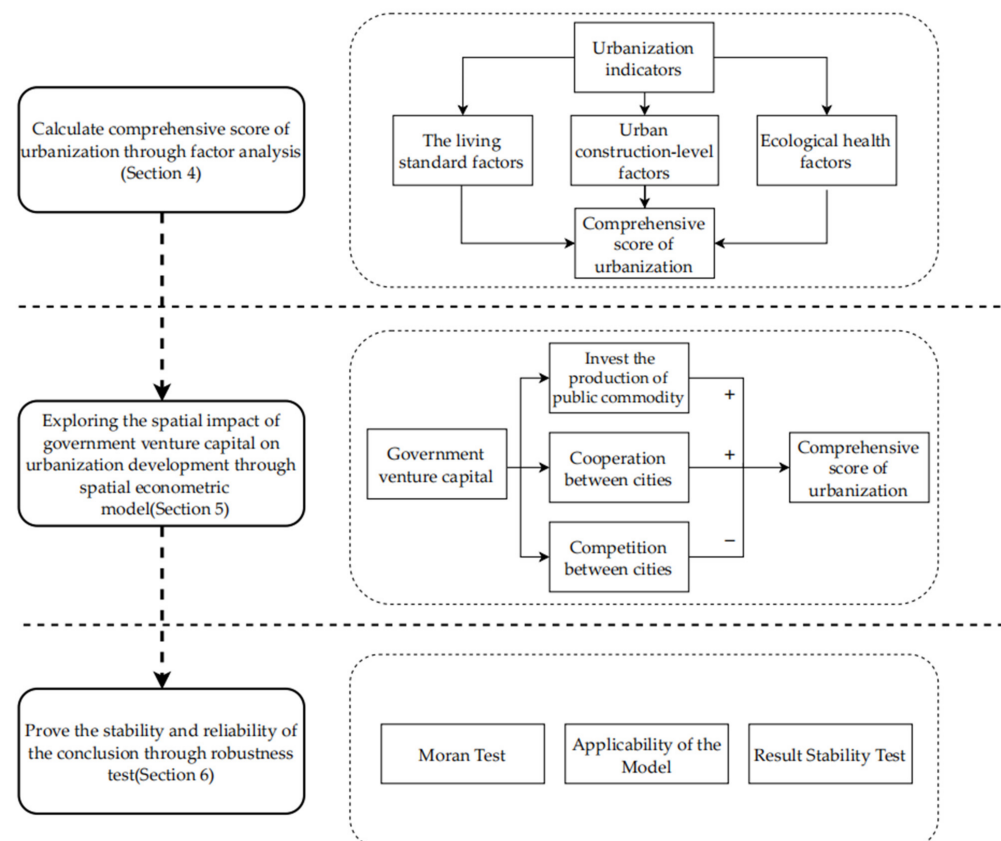 Urbanization
indicators
Calculate comprehensive score of
urbanization through factor analysis
(Section 4)
The living
standard factors
Urban
construction-level
factors
Ecological health
factors
Comprehensive
score of
urbanization
Exploring the spatial impact of
government venture capital on
urbanization development through
spatial econometric
model(Section 5)
Government
venture capital
Invest the
production of
public commodity
+
Cooperation
between cities
+
Competition
between cities
−
Comprehensive
score of
urbanization
Prove the stability and reliability of
the conclusion through robustness
test(Section 6)
Moran Test
Applicability of the
Model
Result Stability Test